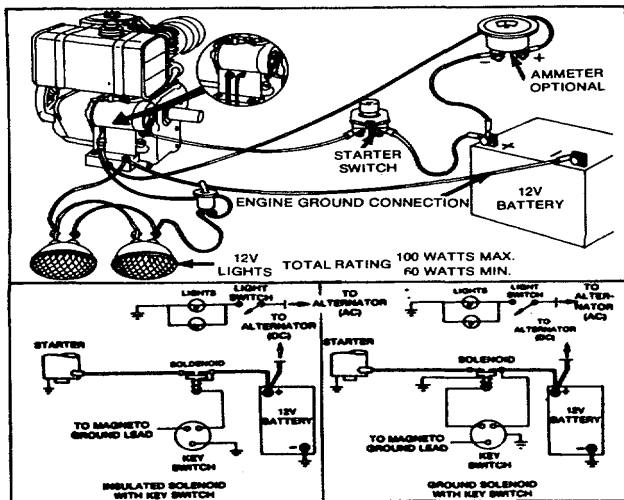 - +
AMMETER
OPTIONAL
STARTER
SWITCH
+ -
12V
BATTERY
ENGINE GROUND CONNECTION
12V
LIGHTS
TOTAL RATING 100 WATTS MAX.
60 WATTS MIN.
LIGHTS
LIGHT
SWITCH
TO
ALTERNATOR
(AC)
TO
ALTERNATOR
(DC)
STARTER
SOLDENOID
+
12V
BATTERY
-
TO MAGNETO
GROUND LEAD
KEY
SWITCH
INSULATED SOLENOID
WITH KEY SWITCH
LIGHTS
LIGHT
SWITCH
TO
ALTER-
NATOR
(AC)
TO
ALTERNATOR
(DC)
STARTER
SOLENOID
+
12V
BATTERY
-
TO MAGNETO
GROUND LEAD
KEY
SWITCH
GROUND SOLENOID
WITH KEY SWITCH